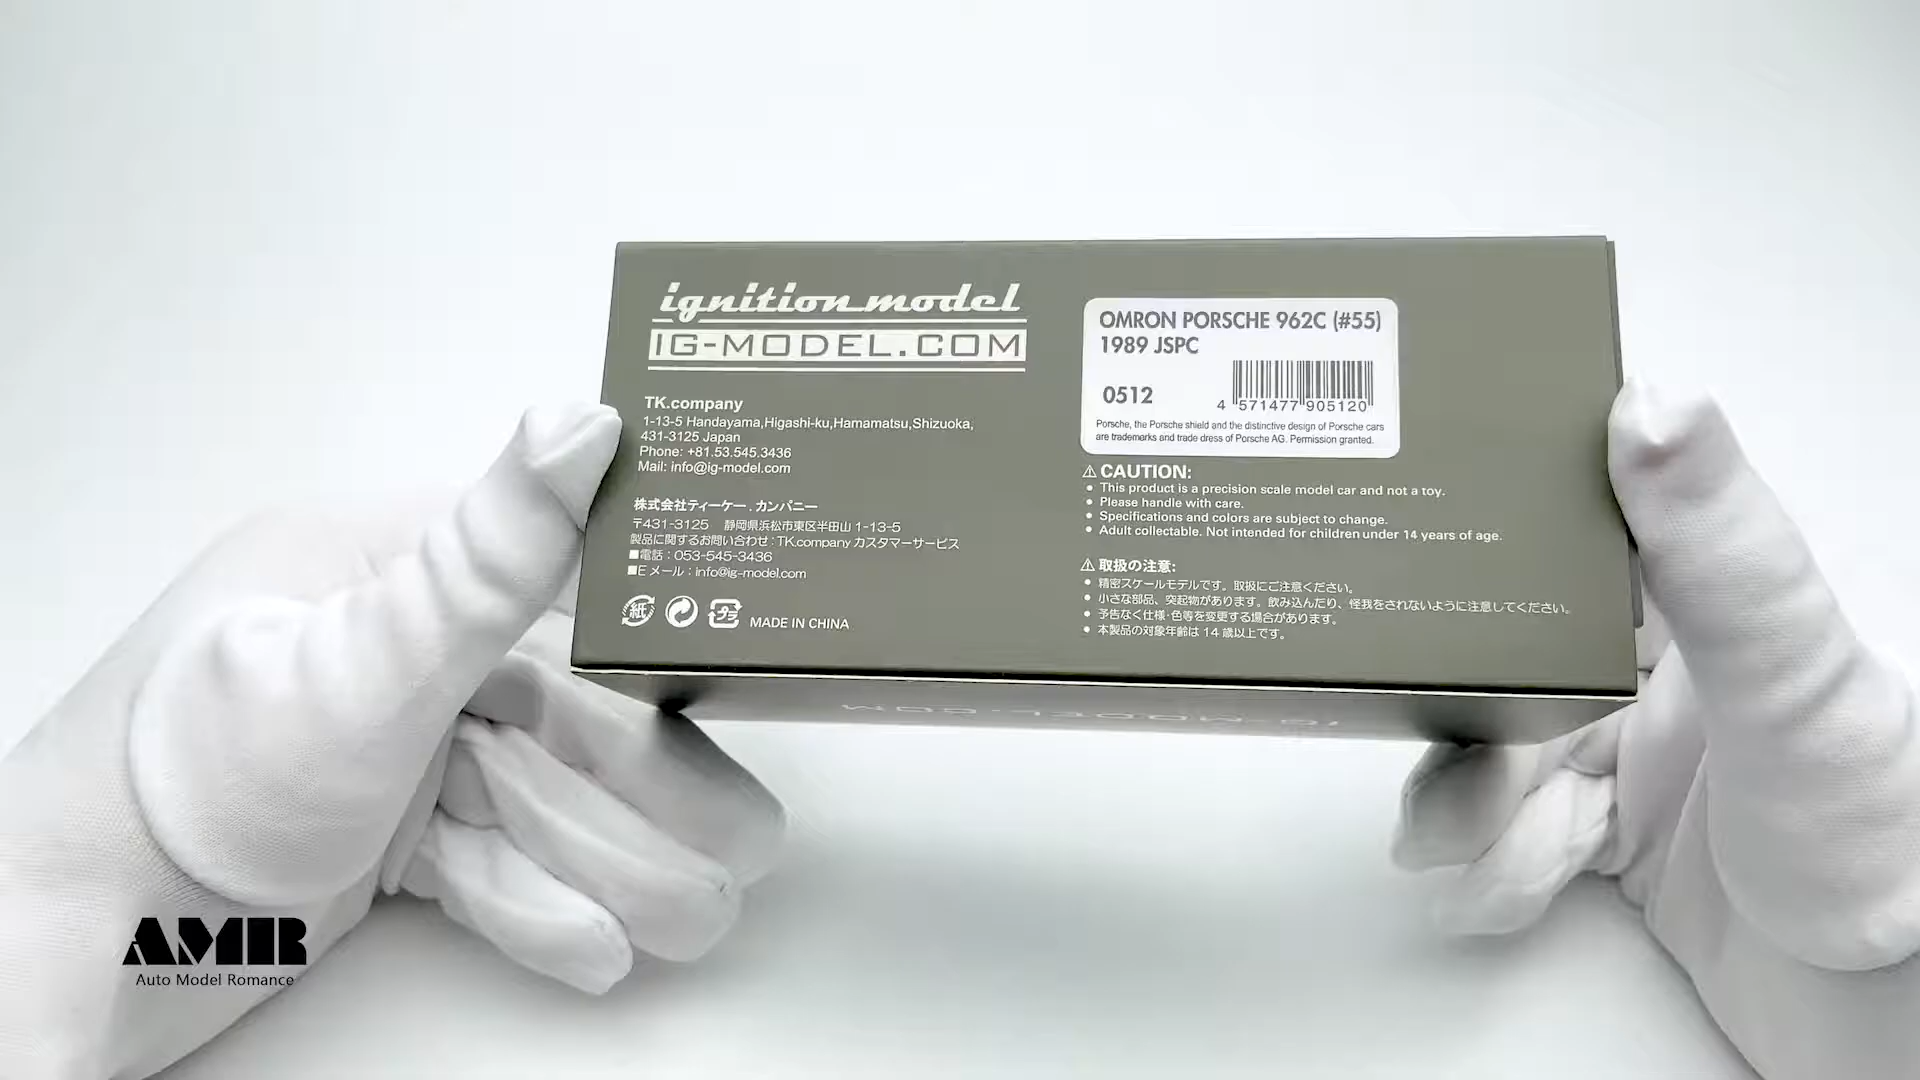 ignition model
IG-MODEL.COM
TK.company
1-13-5 Handayama,Higashi-ku,Hamamatsu,Shizuoka,
431-3125 Japan
Phone: +81.53.545.3436
Mail: info@ig-model.com
株式会社ティーケー.カンパニー
〒431-3125 静岡県浜松市東区半田山 1-13-5
製品に関するお問い合わせ:TK.company カスタマーサービス
■電話:053-545-3436
■E メール:info@ig-model.com
紙
プラ
MADE IN CHINA
OMRON PORSCHE 962C (#55)
1989 JSPC
0512
4 571477 905120
Porsche, the Porsche shield and the distinctive design of Porsche cars
are trademarks and trade dress of Porsche AG. Permission granted.
⚠ CAUTION:
• This product is a precision scale model car and not a toy.
• Please handle with care.
• Specifications and colors are subject to change.
• Adult collectable. Not intended for children under 14 years of age.
⚠ 取扱の注意:
• 精密スケールモデルです。取扱にご注意ください。
• 小さな部品、突起物があります。飲み込んだり、怪我をされないように注意してください。
• 予告なく仕様・色等を変更する場合があります。
• 本製品の対象年齢は 14 歳以上です。
IG-MODEL.COM
AMR
Auto Model Romance